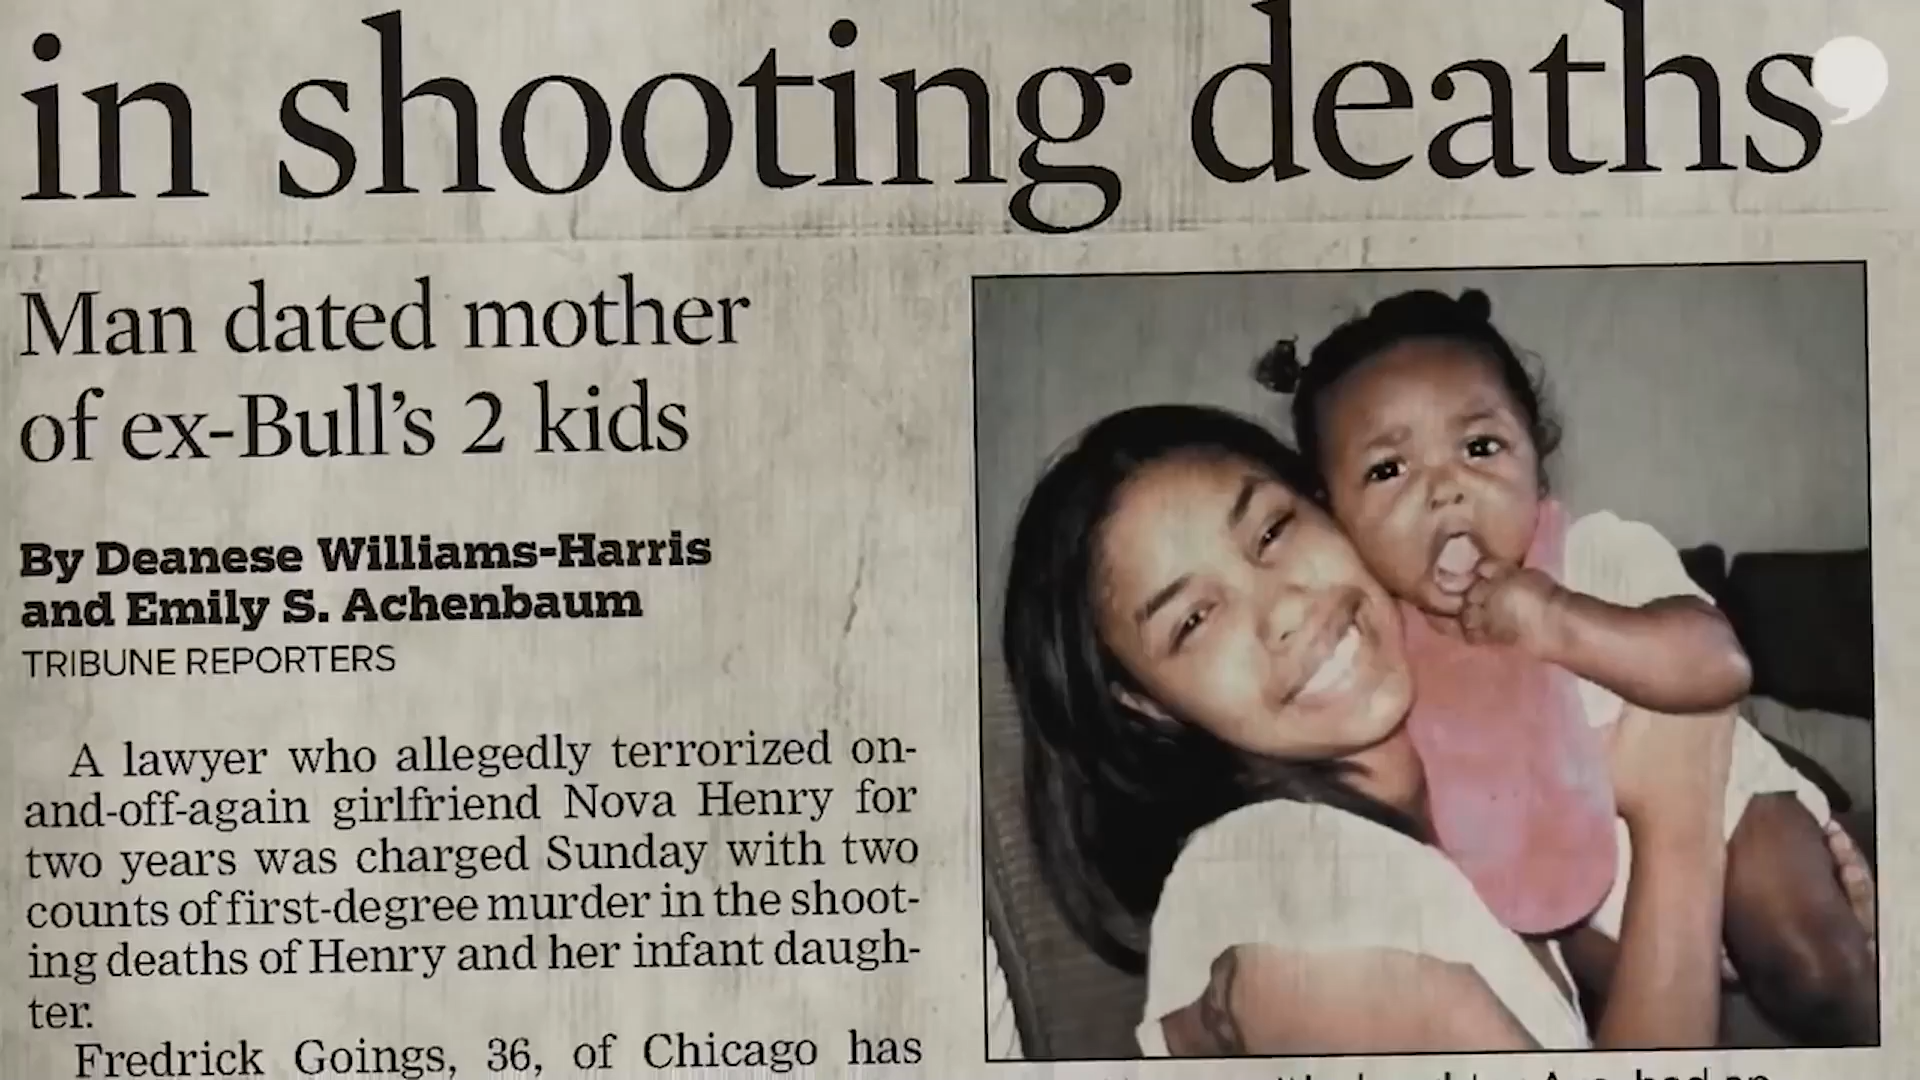 in shooting deaths
Man dated mother
of ex-Bull's 2 kids
By Deanese Williams-Harris
and Emily S. Achenbaum
TRIBUNE REPORTERS
A lawyer who allegedly terrorized on-
and-off-again girlfriend Nova Henry for
two years was charged Sunday with two
counts of first-degree murder in the shoot-
ing deaths of Henry and her infant daugh-
ter.
Fredrick Goings, 36, of Chicago has